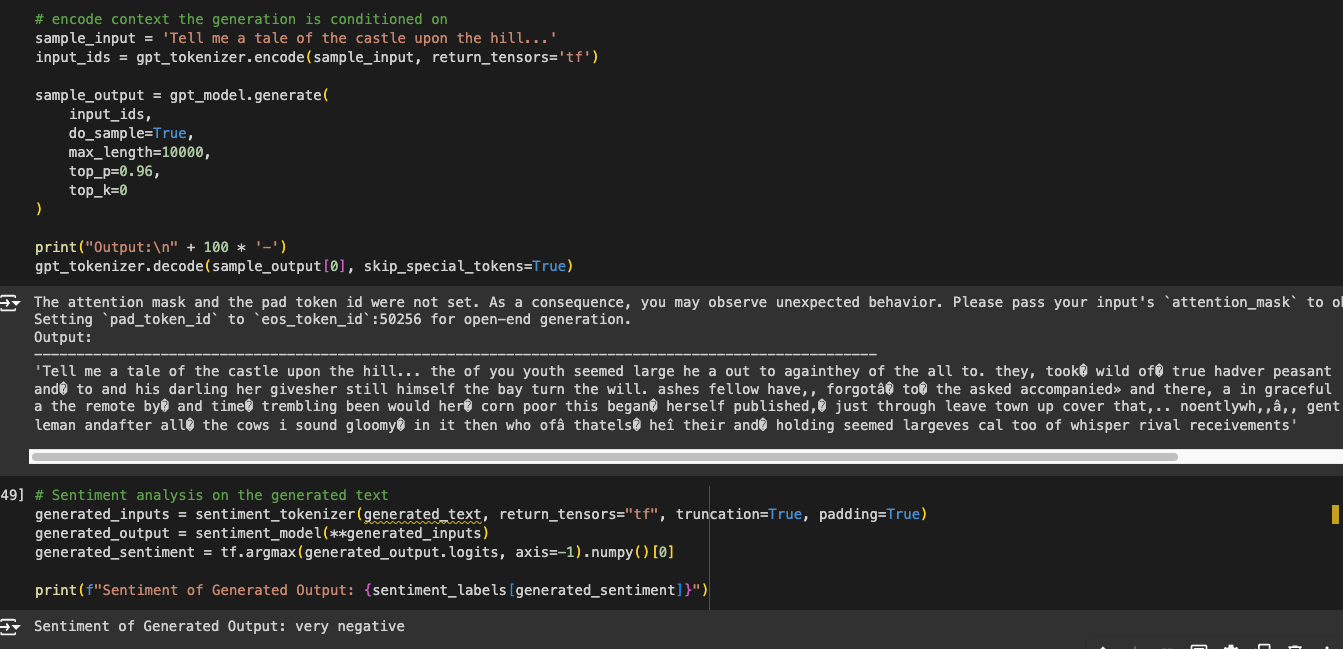 # encode context the generation is conditioned on
sample_input = 'Tell me a tale of the castle upon the hill...'
input_ids = gpt_tokenizer.encode(sample_input, return_tensors='tf')
sample_output = gpt_model.generate(
    input_ids,
    do_sample=True,
    max_length=10000,
    top_p=0.96,
    top_k=0
)
print("Output:\n" + 100 * '-')
gpt_tokenizer.decode(sample_output[0], skip_special_tokens=True)
The attention mask and the pad token id were not set. As a consequence, you may observe unexpected behavior. Please pass your input's `attention_mask` to
Setting `pad_token_id` to `eos_token_id`:50256 for open-end generation.
Output:
----------------------------------------------------------------------------------------------------
'Tell me a tale of the castle upon the hill... the of you youth seemed large he a out to againthey of the all to. they, took� wild of� true hadver peasant
and� to and his darling her givesher still himself the bay turn the will. ashes fellow have,, forgotâ� to� the asked accompanied» and there, a in graceful
a the remote by� and time� trembling been would her� corn poor this began� herself published,� just through leave town up cover that,.. noentlywh,,â,, gent
leman andafter all� the cows i sound gloomy� in it then who ofâ thatels� heî their and� holding seemed largeves cal too of whisper rival receivements'
49] # Sentiment analysis on the generated text
generated_inputs = sentiment_tokenizer(generated_text, return_tensors="tf", truncation=True, padding=True)
generated_output = sentiment_model(**generated_inputs)
generated_sentiment = tf.argmax(generated_output.logits, axis=-1).numpy()[0]
print(f"Sentiment of Generated Output: {sentiment_labels[generated_sentiment]}")
Sentiment of Generated Output: very negative